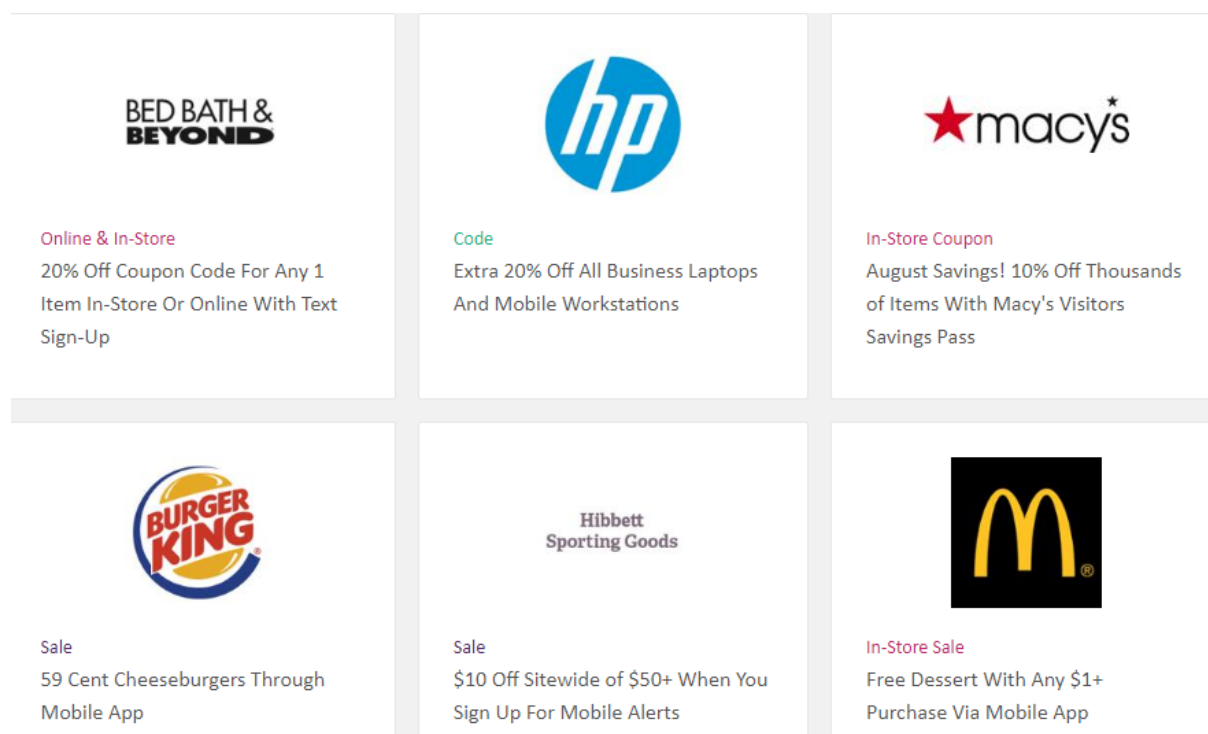 BED BATH &
BEYOND
hp
macy's
Online & In-Store
20% Off Coupon Code For Any 1
Item In-Store Or Online With Text
Sign-Up
Code
Extra 20% Off All Business Laptops
And Mobile Workstations
In-Store Coupon
August Savings! 10% Off Thousands
of Items With Macy's Visitors
Savings Pass
BURGER
KING®
Hibbett
Sporting Goods
M®
Sale
59 Cent Cheeseburgers Through
Mobile App
Sale
$10 Off Sitewide of $50+ When You
Sign Up For Mobile Alerts
In-Store Sale
Free Dessert With Any $1+
Purchase Via Mobile App